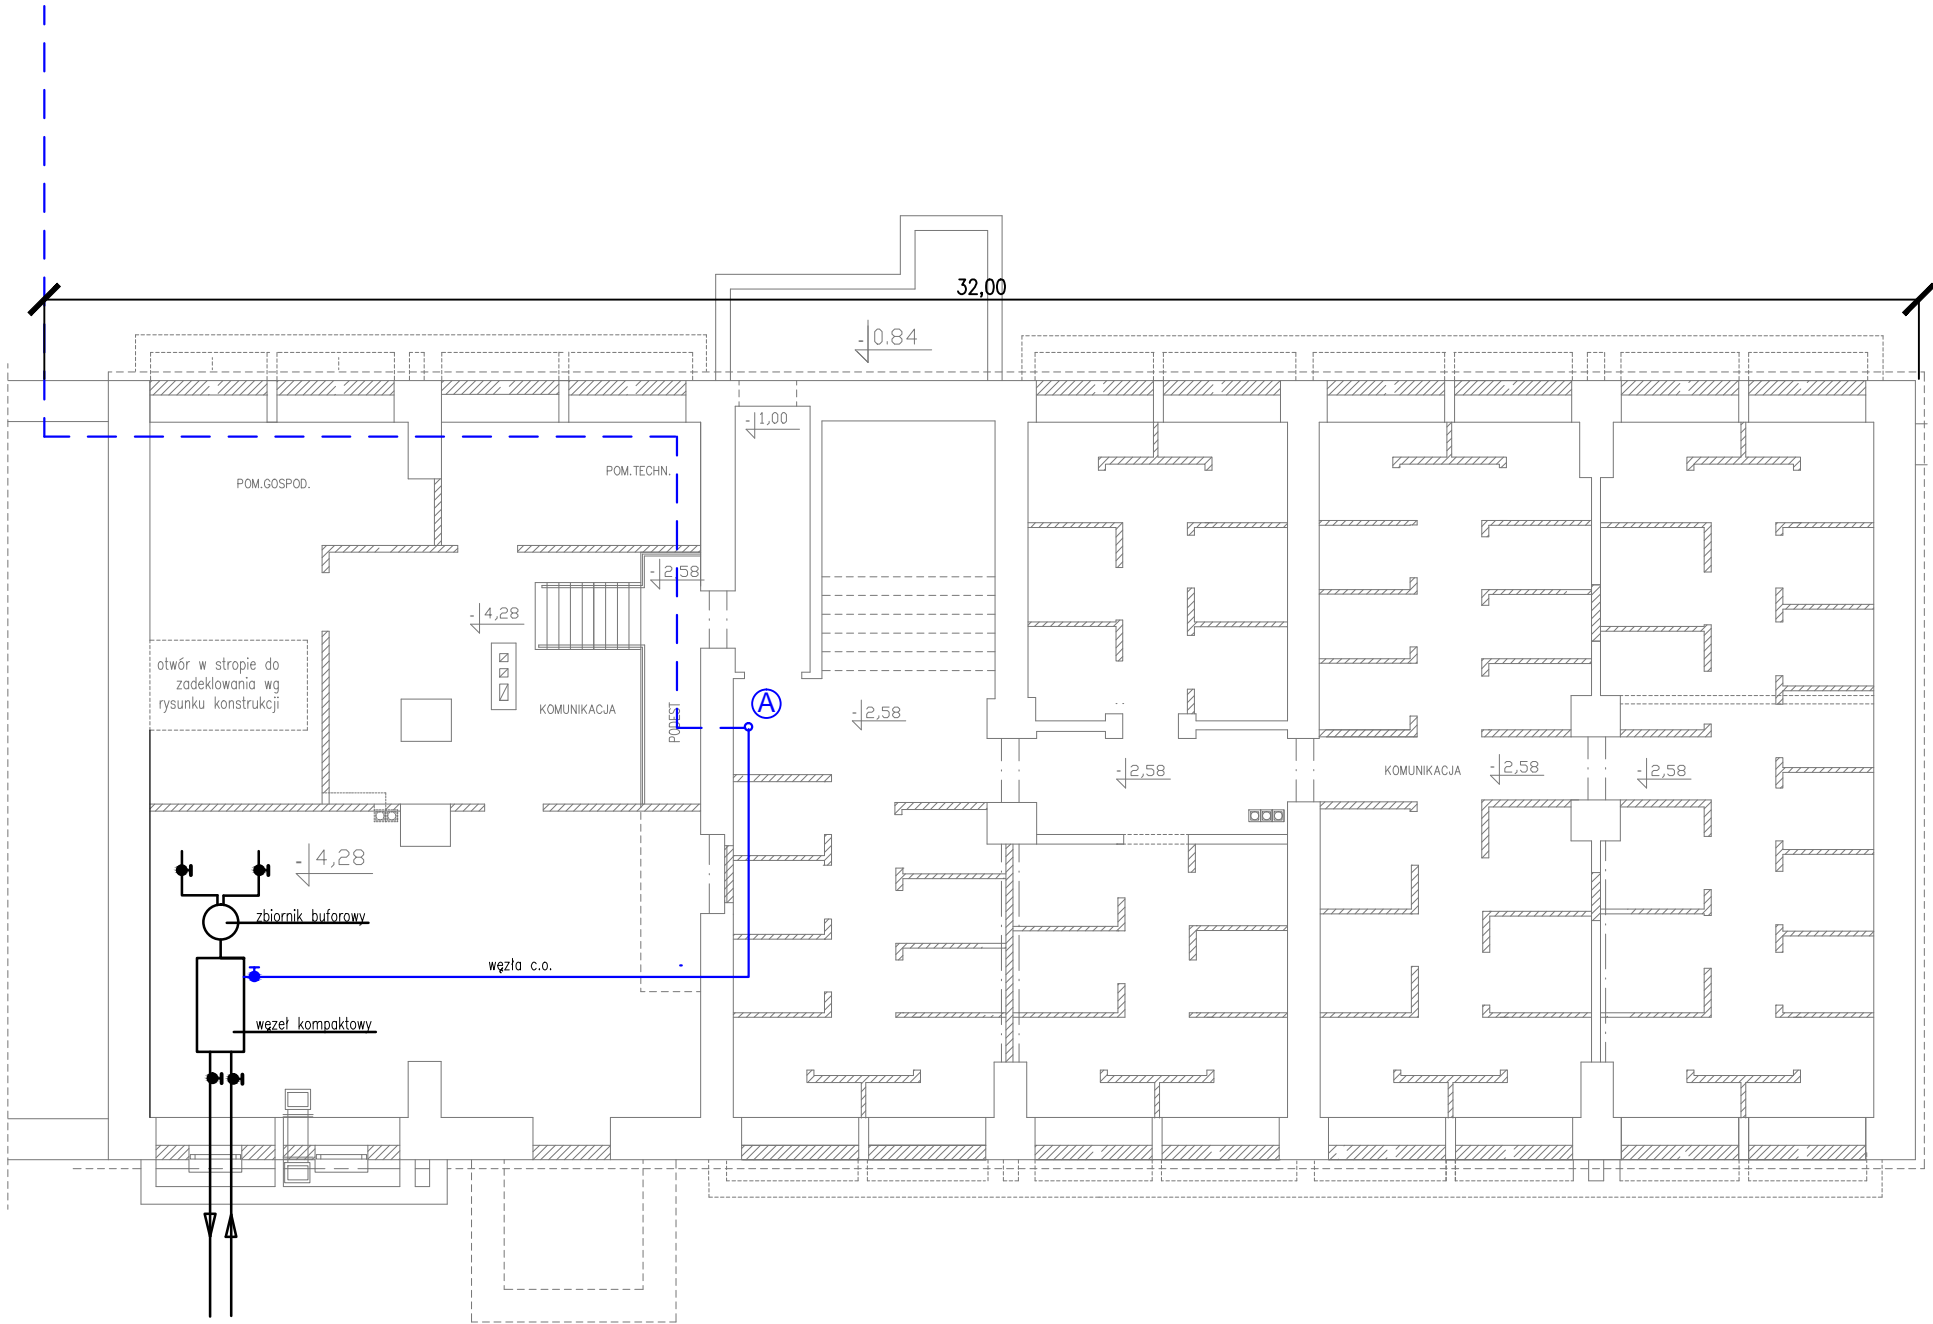 32,00
-0.84
-1,00
POM.TECHN.
POM.GOSPOD.
-2,58
-4,28
otwór w stropie do
zadeklowania wg
rysunku konstrukcji
KOMUNIKACJA
PODEST
A
-2,58
-2,58
KOMUNIKACJA
-2,58
-2,58
-4,28
zbiornik buforowy
węzła c.o.
węzeł kompaktowy